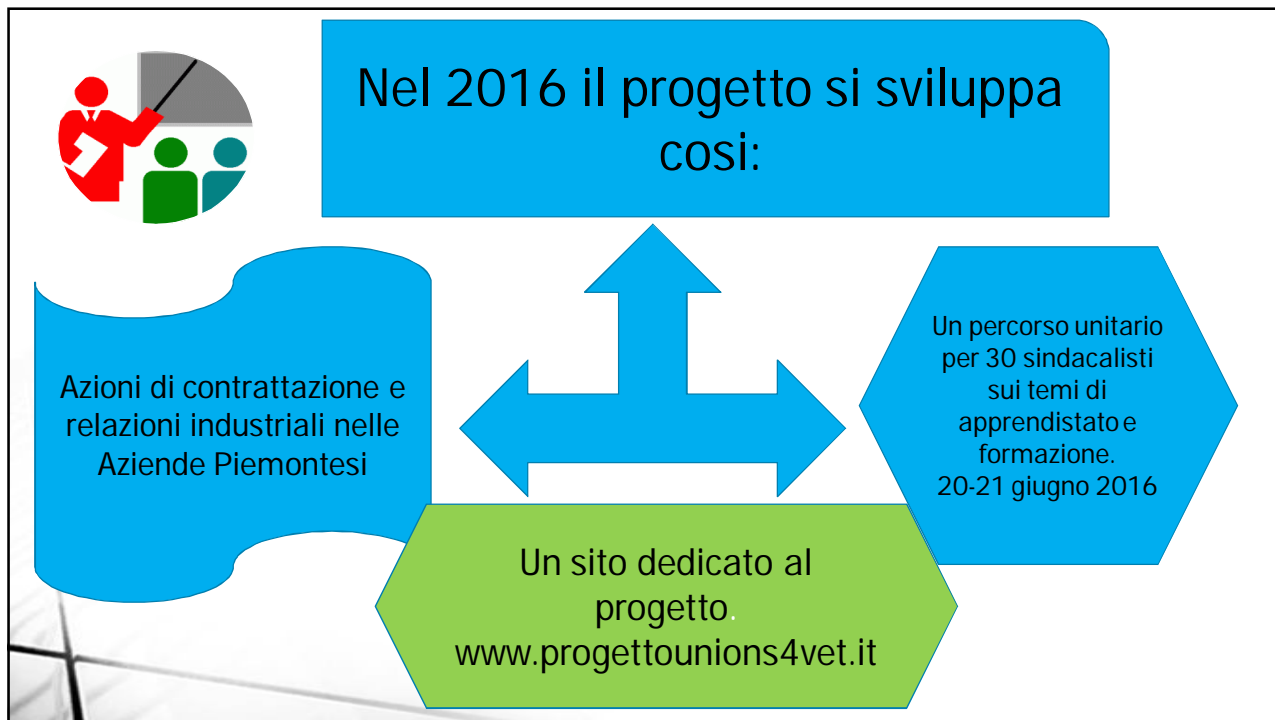 Nel 2016 il progetto si sviluppa
cosi:
Azioni di contrattazione e
relazioni industriali nelle
Aziende Piemontesi
Un percorso unitario
per 30 sindacalisti
sui temi di
apprendistato e
formazione.
20-21 giugno 2016
Un sito dedicato al
progetto.
www.progettounions4vet.it